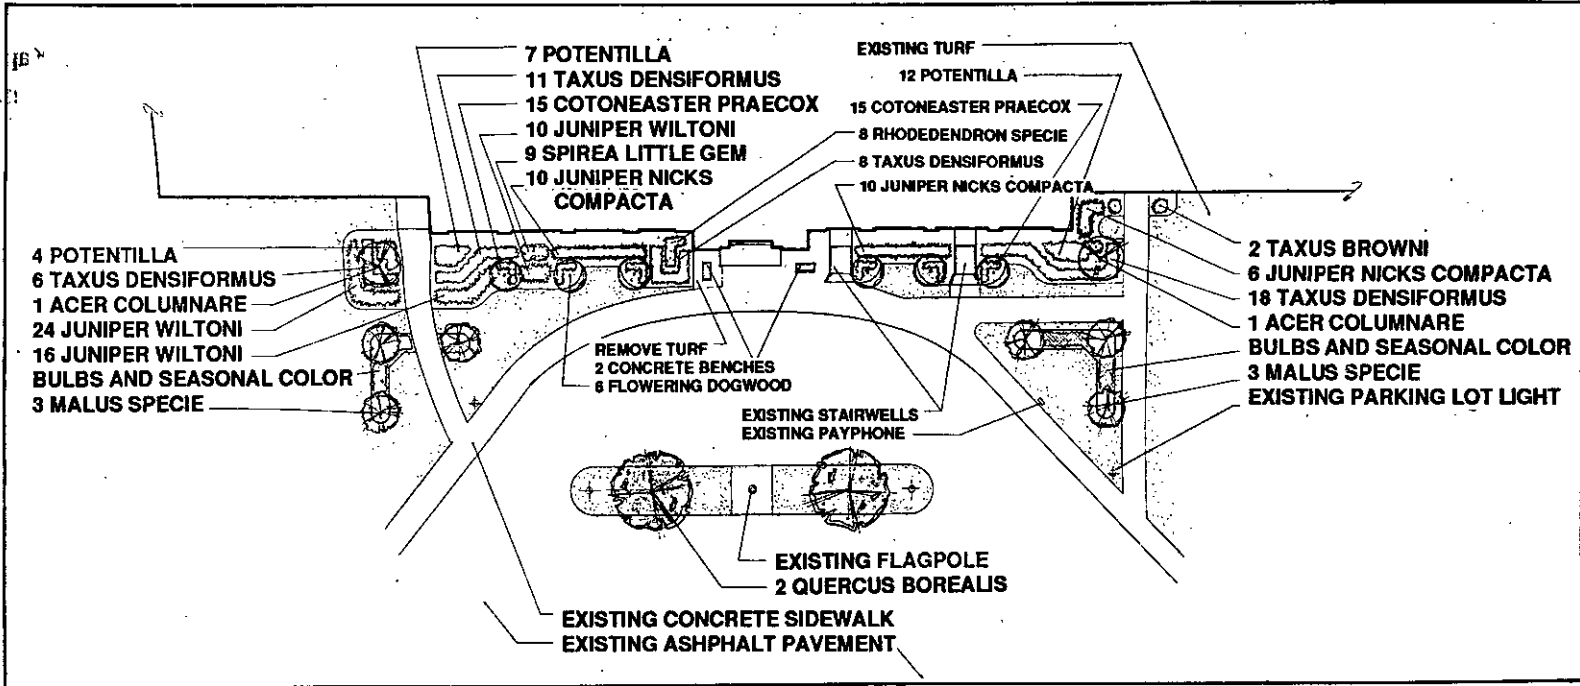 7 POTENTILLA
11 TAXUS DENSIFORMUS
15 COTONEASTER PRAECOX
10 JUNIPER WILTONI
9 SPIREA LITTLE GEM
10 JUNIPER NICKS
COMPACTA
EXISTING TURF
12 POTENTILLA
15 COTONEASTER PRAECOX
8 RHODEDENDRON SPECIE
8 TAXUS DENSIFORMUS
10 JUNIPER NICKS COMPACTA
4 POTENTILLA
6 TAXUS DENSIFORMUS
1 ACER COLUMNARE
24 JUNIPER WILTONI
16 JUNIPER WILTONI
BULBS AND SEASONAL COLOR
3 MALUS SPECIE
REMOVE TURF
2 CONCRETE BENCHES
6 FLOWERING DOGWOOD
EXISTING STAIRWELLS
EXISTING PAYPHONE
2 TAXUS BROWNI
6 JUNIPER NICKS COMPACTA
18 TAXUS DENSIFORMUS
1 ACER COLUMNARE
BULBS AND SEASONAL COLOR
3 MALUS SPECIE
EXISTING PARKING LOT LIGHT
EXISTING FLAGPOLE
2 QUERCUS BOREALIS
EXISTING CONCRETE SIDEWALK
EXISTING ASHPHALT PAVEMENT